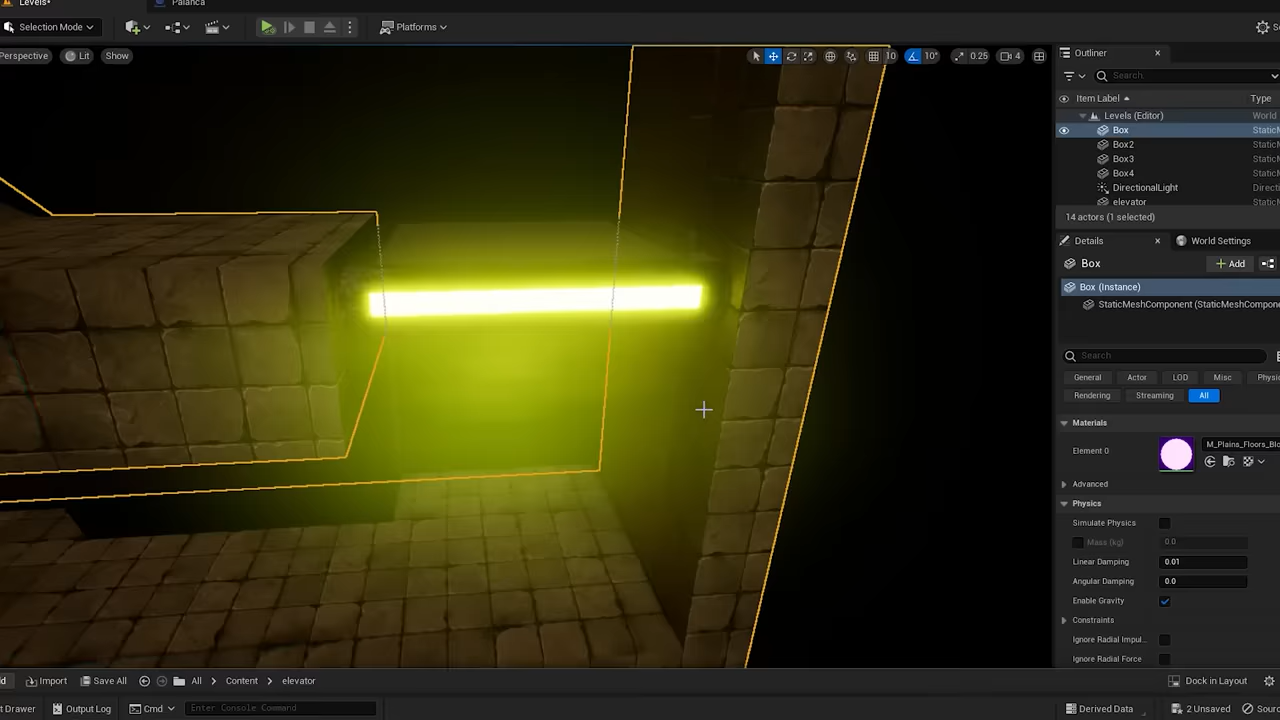 Levels*
Palanca
Selection Mode
Platforms
Perspective
Lit
Show
10
10°
0.25
4
Outliner
Search.
Item Label
Type
Levels (Editor)
World
Box
Box2
Box3
Box4
DirectionalLight
elevator
14 actors (1 selected)
Details
World Settings
Box
Add
Box (Instance)
StaticMeshComponent
Search
General
Actor
LOD
Misc
Rendering
Streaming
All
Materials
Element 0
M_Plains_Floors_Blo
Advanced
Physics
Simulate Physics
Mass (kg)
0.0
Linear Damping
0.01
Angular Damping
0.0
Enable Gravity
Constraints
Ignore Radial Impul..
Ignore Radial Force
Import
Save All
All
Content
elevator
Dock in Layout
Drawer
Output Log
Cmd
Enter Console Command
Derived Data
2 Unsaved